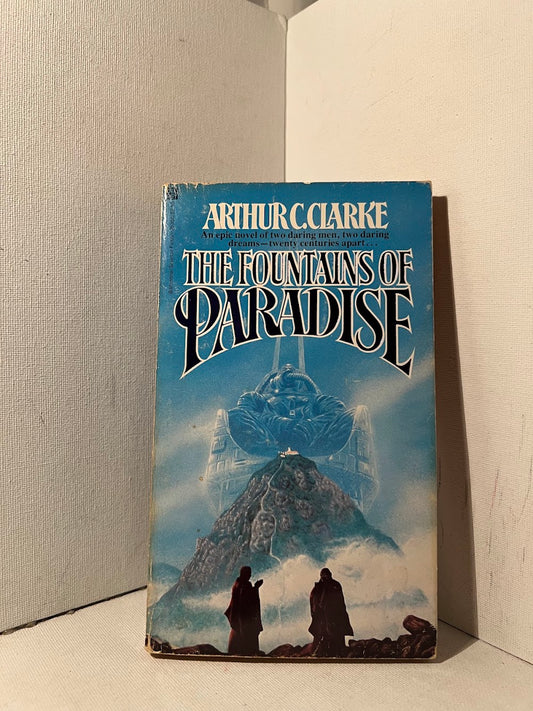 ARTHUR C. CLARKE
An epic novel of two daring men, two daring
dreams—twenty centuries apart...
THE FOUNTAINS OF
PARADISE